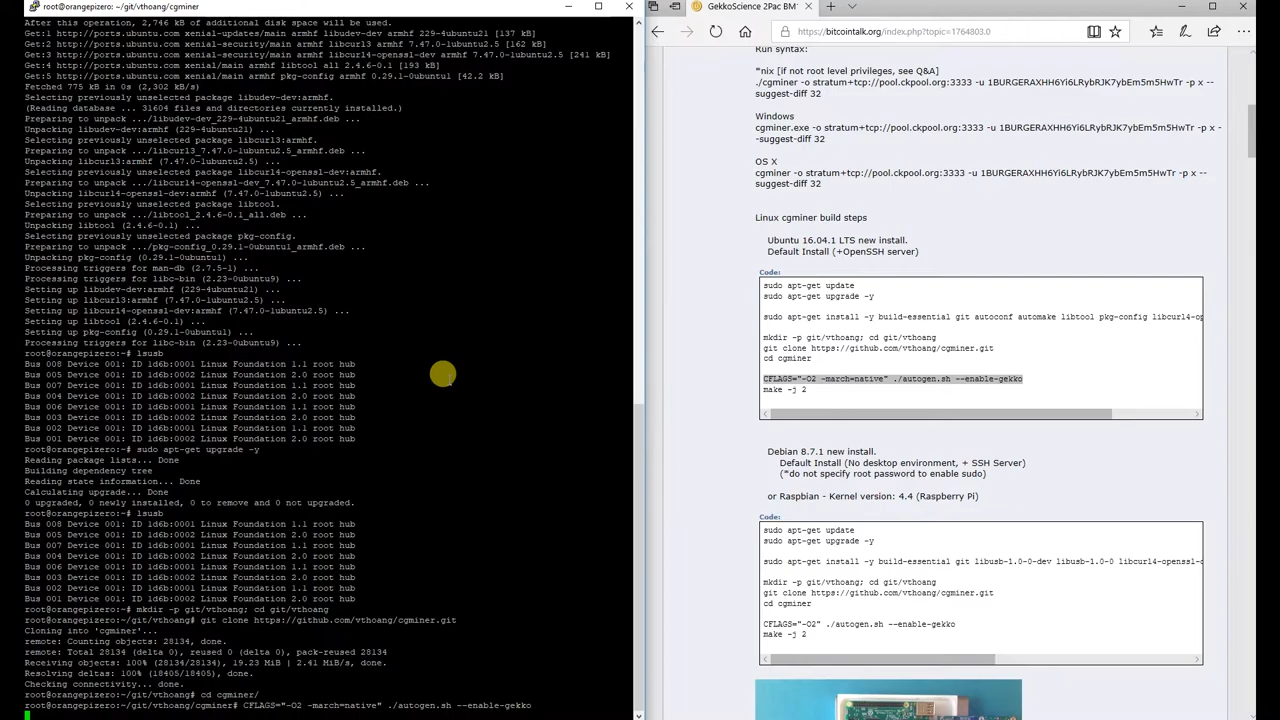 root@orangepizero: ~/git/vthoang/cgminer
After this operation, 2,746 kB of additional disk space will be used.
Get:1 http://ports.ubuntu.com xenial-updates/main armhf libudev-dev armhf 229-4ubuntu21 [137 kB]
Get:2 http://ports.ubuntu.com xenial-security/main armhf libcurl3 armhf 7.47.0-1ubuntu2.5 [162 kB]
Get:3 http://ports.ubuntu.com xenial-security/main armhf libcurl4-openssl-dev armhf 7.47.0-1ubuntu2.5 [241 kB]
Get:4 http://ports.ubuntu.com xenial/main armhf libtool all 2.4.6-0.1 [193 kB]
Get:5 http://ports.ubuntu.com xenial/main armhf pkg-config armhf 0.29.1-0ubuntu1 [42.2 kB]
Fetched 775 kB in 0s (2,302 kB/s)
Selecting previously unselected package libudev-dev:armhf.
(Reading database ... 31604 files and directories currently installed.)
Preparing to unpack .../libudev-dev_229-4ubuntu21_armhf.deb ...
Unpacking libudev-dev:armhf (229-4ubuntu21) ...
Selecting previously unselected package libcurl3:armhf.
Preparing to unpack .../libcurl3_7.47.0-1ubuntu2.5_armhf.deb ...
Unpacking libcurl3:armhf (7.47.0-1ubuntu2.5) ...
Selecting previously unselected package libcurl4-openssl-dev:armhf.
Preparing to unpack .../libcurl4-openssl-dev_7.47.0-1ubuntu2.5_armhf.deb ...
Unpacking libcurl4-openssl-dev:armhf (7.47.0-1ubuntu2.5) ...
Selecting previously unselected package libtool.
Preparing to unpack .../libtool_2.4.6-0.1_all.deb ...
Unpacking libtool (2.4.6-0.1) ...
Selecting previously unselected package pkg-config.
Preparing to unpack .../pkg-config_0.29.1-0ubuntu1_armhf.deb ...
Unpacking pkg-config (0.29.1-0ubuntu1) ...
Processing triggers for man-db (2.7.5-1) ...
Processing triggers for libc-bin (2.23-0ubuntu9) ...
Setting up libudev-dev:armhf (229-4ubuntu21) ...
Setting up libcurl3:armhf (7.47.0-1ubuntu2.5) ...
Setting up libcurl4-openssl-dev:armhf (7.47.0-1ubuntu2.5) ...
Setting up libtool (2.4.6-0.1) ...
Setting up pkg-config (0.29.1-0ubuntu1) ...
Processing triggers for libc-bin (2.23-0ubuntu9) ...
root@orangepizero:~# lsusb
Bus 008 Device 001: ID 1d6b:0001 Linux Foundation 1.1 root hub
Bus 005 Device 001: ID 1d6b:0002 Linux Foundation 2.0 root hub
Bus 007 Device 001: ID 1d6b:0001 Linux Foundation 1.1 root hub
Bus 004 Device 001: ID 1d6b:0002 Linux Foundation 2.0 root hub
Bus 006 Device 001: ID 1d6b:0001 Linux Foundation 1.1 root hub
Bus 003 Device 001: ID 1d6b:0002 Linux Foundation 2.0 root hub
Bus 002 Device 001: ID 1d6b:0001 Linux Foundation 1.1 root hub
Bus 001 Device 001: ID 1d6b:0002 Linux Foundation 2.0 root hub
root@orangepizero:~# sudo apt-get upgrade -y
Reading package lists... Done
Building dependency tree
Reading state information... Done
Calculating upgrade... Done
0 upgraded, 0 newly installed, 0 to remove and 0 not upgraded.
root@orangepizero:~# lsusb
Bus 008 Device 001: ID 1d6b:0001 Linux Foundation 1.1 root hub
Bus 005 Device 001: ID 1d6b:0002 Linux Foundation 2.0 root hub
Bus 007 Device 001: ID 1d6b:0001 Linux Foundation 1.1 root hub
Bus 004 Device 001: ID 1d6b:0002 Linux Foundation 2.0 root hub
Bus 006 Device 001: ID 1d6b:0001 Linux Foundation 1.1 root hub
Bus 003 Device 001: ID 1d6b:0002 Linux Foundation 2.0 root hub
Bus 002 Device 001: ID 1d6b:0001 Linux Foundation 1.1 root hub
Bus 001 Device 001: ID 1d6b:0002 Linux Foundation 2.0 root hub
root@orangepizero:~# mkdir -p git/vthoang; cd git/vthoang
root@orangepizero:~/git/vthoang# git clone https://github.com/vthoang/cgminer.git
Cloning into 'cgminer'...
remote: Counting objects: 28134, done.
remote: Total 28134 (delta 0), reused 0 (delta 0), pack-reused 28134
Receiving objects: 100% (28134/28134), 19.23 MiB | 2.41 MiB/s, done.
Resolving deltas: 100% (18405/18405), done.
Checking connectivity... done.
root@orangepizero:~/git/vthoang# cd cgminer/
root@orangepizero:~/git/vthoang/cgminer# CFLAGS="-O2 -march=native" ./autogen.sh --enable-gekko
GekkoScience 2Pac BM1
https://bitcointalk.org/index.php?topic=1764803.0
Run syntax:
*nix [if not root level privileges, see Q&A]
./cgminer -o stratum+tcp://pool.ckpool.org:3333 -u 1BURGERAXHH6Yi6LRybRJK7ybEm5m5HwTr -p x --
suggest-diff 32
Windows
cgminer.exe -o stratum+tcp://pool.ckpool.org:3333 -u 1BURGERAXHH6Yi6LRybRJK7ybEm5m5HwTr -p x -
-suggest-diff 32
OS X
cgminer -o stratum+tcp://pool.ckpool.org:3333 -u 1BURGERAXHH6Yi6LRybRJK7ybEm5m5HwTr -p x --
suggest-diff 32
Linux cgminer build steps
Ubuntu 16.04.1 LTS new install.
Default Install (+OpenSSH server)
Code:
sudo apt-get update
sudo apt-get upgrade -y
sudo apt-get install -y build-essential git autoconf automake libtool pkg-config libcurl4-op
mkdir -p git/vthoang; cd git/vthoang
git clone https://github.com/vthoang/cgminer.git
cd cgminer
CFLAGS="-O2 -march=native" ./autogen.sh --enable-gekko
make -j 2
Debian 8.7.1 new install.
Default Install (No desktop environment, + SSH Server)
(*do not specify root password to enable sudo)
or Raspbian - Kernel version: 4.4 (Raspberry Pi)
Code:
sudo apt-get update
sudo apt-get upgrade -y
sudo apt-get install -y build-essential git libusb-1.0-0-dev libusb-1.0-0 libcurl4-openssl-d
mkdir -p git/vthoang; cd git/vthoang
git clone https://github.com/vthoang/cgminer.git
cd cgminer
CFLAGS="-O2" ./autogen.sh --enable-gekko
make -j 2